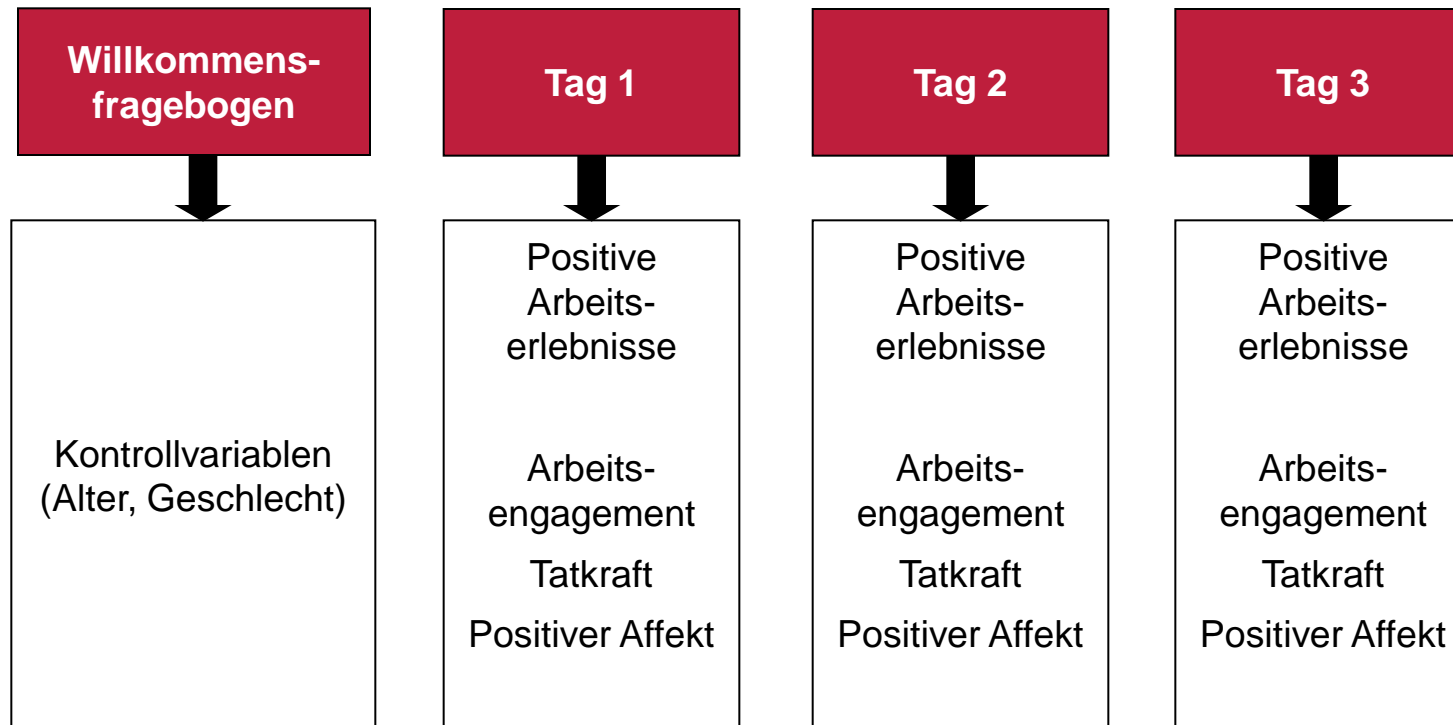 Willkommens-
fragebogen
Kontrollvariablen
(Alter, Geschlecht)
Tag 1
Positive
Arbeits-
erlebnisse
Arbeits-
engagement
Tatkraft
Positiver Affekt
Tag 2
Positive
Arbeits-
erlebnisse
Arbeits-
engagement
Tatkraft
Positiver Affekt
Tag 3
Positive
Arbeits-
erlebnisse
Arbeits-
engagement
Tatkraft
Positiver Affekt